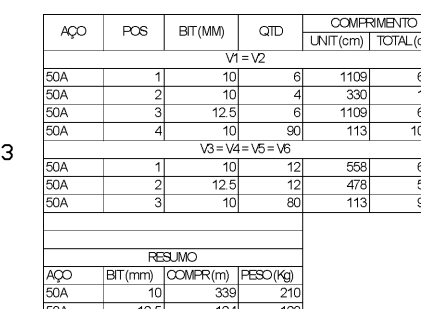 AÇO POS BIT(MM) QTD COMPRIMENTO
UNIT(cm) TOTAL
V1 = V2
50A 1 10 6 1109
50A 2 10 4 330
50A 3 12.5 6 1109
50A 4 10 90 113
V3 = V4 = V5 = V6
50A 1 10 12 558
50A 2 12.5 12 478
50A 3 10 80 113
3
RESUMO
AÇO BIT(mm) COMPR(m) PESO(Kg)
50A 10 339 210